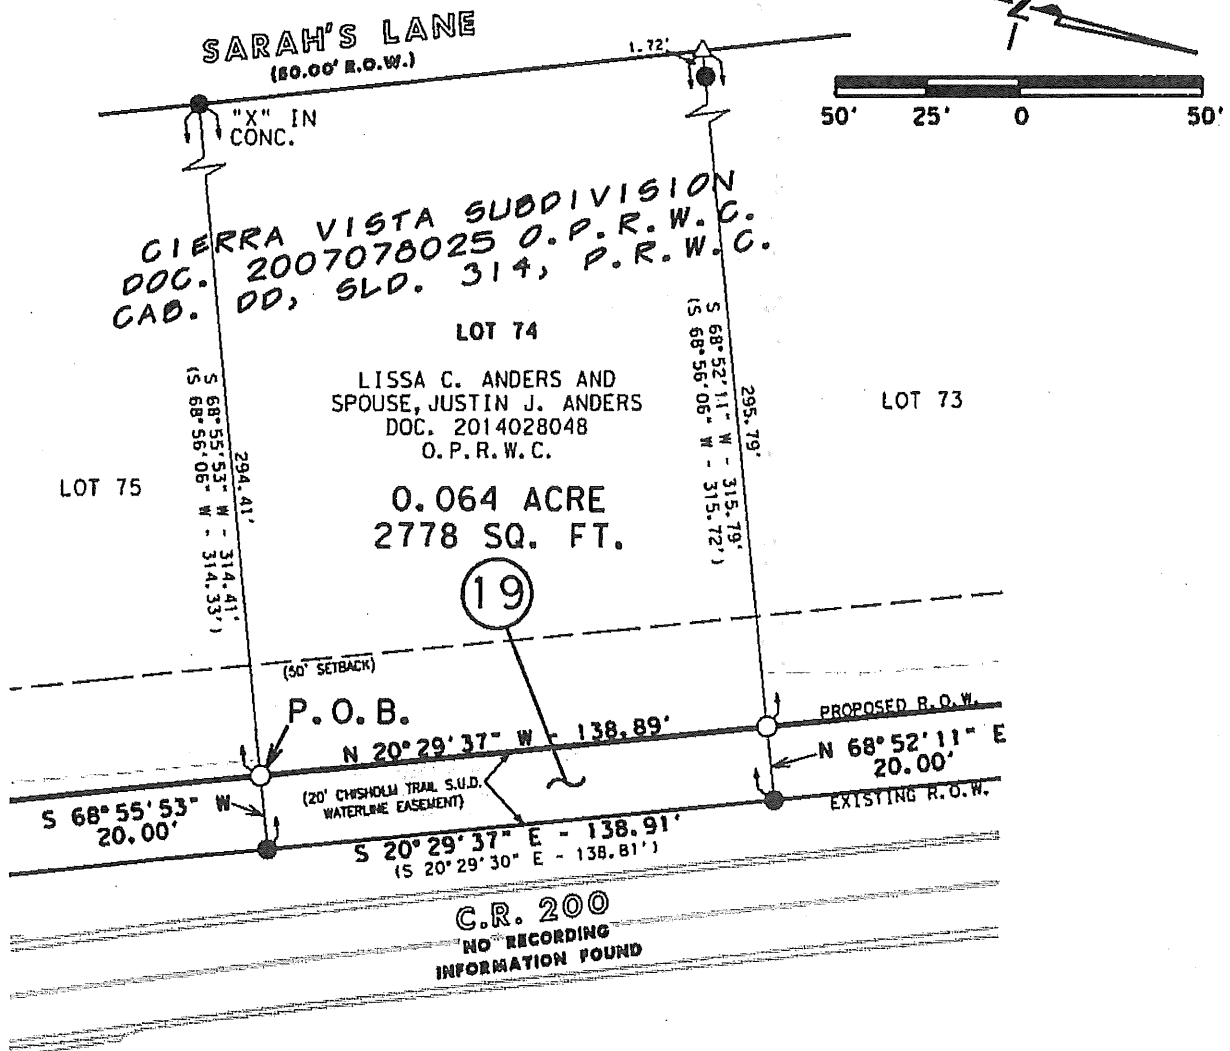 SARAH'S LANE
(50.00' R.O.W.)
1.72'
50' 25' 0 50'
"X" IN
CONC.
CIERRA VISTA SUBDIVISION
DOC. 2007078025 O.P.R.W.C.
CAB. DD, SLD. 314, P.R.W.C.
LOT 74
LISSA C. ANDERS AND
SPOUSE, JUSTIN J. ANDERS
DOC. 2014028048
O.P.R.W.C.
0.064 ACRE
2778 SQ. FT.
19
LOT 75
294.41'
S 68°55'53" W - 314.41'
(S 68°56'06" W - 314.33')
295.79'
S 68°52'11" W - 315.79'
(S 68°56'06" W - 315.72')
LOT 73
(50' SETBACK)
P.O.B.
N 20°29'37" W - 138.89'
PROPOSED R.O.W.
N 68°52'11" E
20.00'
S 68°55'53" W
20.00'
(20' CHISHOLM TRAIL S.U.D.
WATERLINE EASEMENT)
EXISTING R.O.W.
S 20°29'37" E - 138.91'
(S 20°29'30" E - 138.81')
C.R. 200
NO RECORDING
INFORMATION FOUND